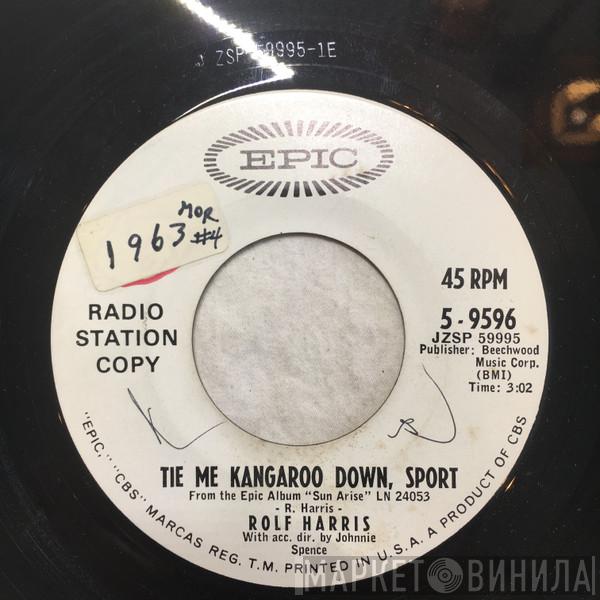 ZSP 59995-1E
EPIC
MOR
1963 #4
RADIO
STATION
COPY
45 RPM
5-9596
JZSP 59995
Publisher: Beechwood
Music Corp.
(BMI)
Time: 3:02
TIE ME KANGAROO DOWN, SPORT
From the Epic Album "Sun Arise" LN 24053
- R. Harris -
ROLF HARRIS
With acc. dir. by Johnnie
Spence
"EPIC," "CBS" MARCAS REG. T.M. PRINTED IN U.S.A. A PRODUCT OF CBS
МАРКЕТ ВИНИЛА